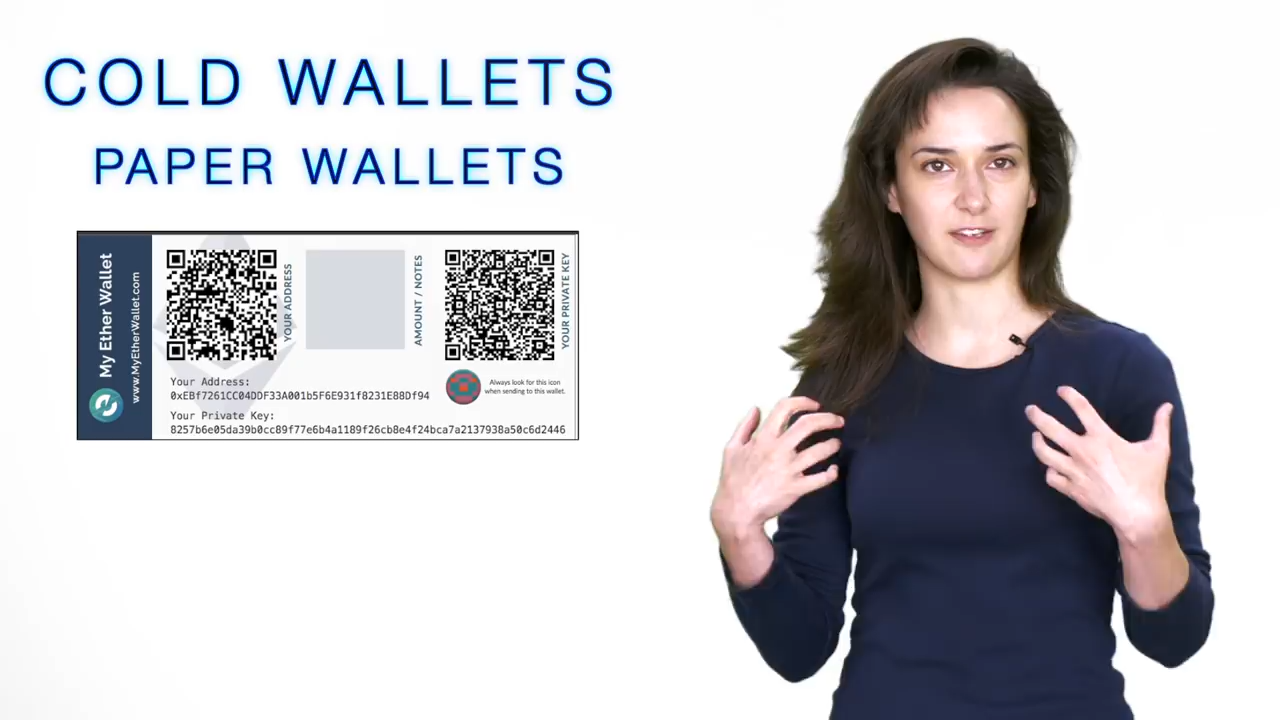 COLD WALLETS
PAPER WALLETS
My Ether Wallet
www.MyEtherWallet.com
YOUR ADDRESS
AMOUNT / NOTES
YOUR PRIVATE KEY
Your Address:
0xEBf7261CC04DDF33A001b5F6E931f8231E88Df94
Always look for this icon
when sending to this wallet.
Your Private Key:
8257b6e05da39b0cc89f77e6b4a1189f26cb8e4f24bca7a2137938a50c6d2446